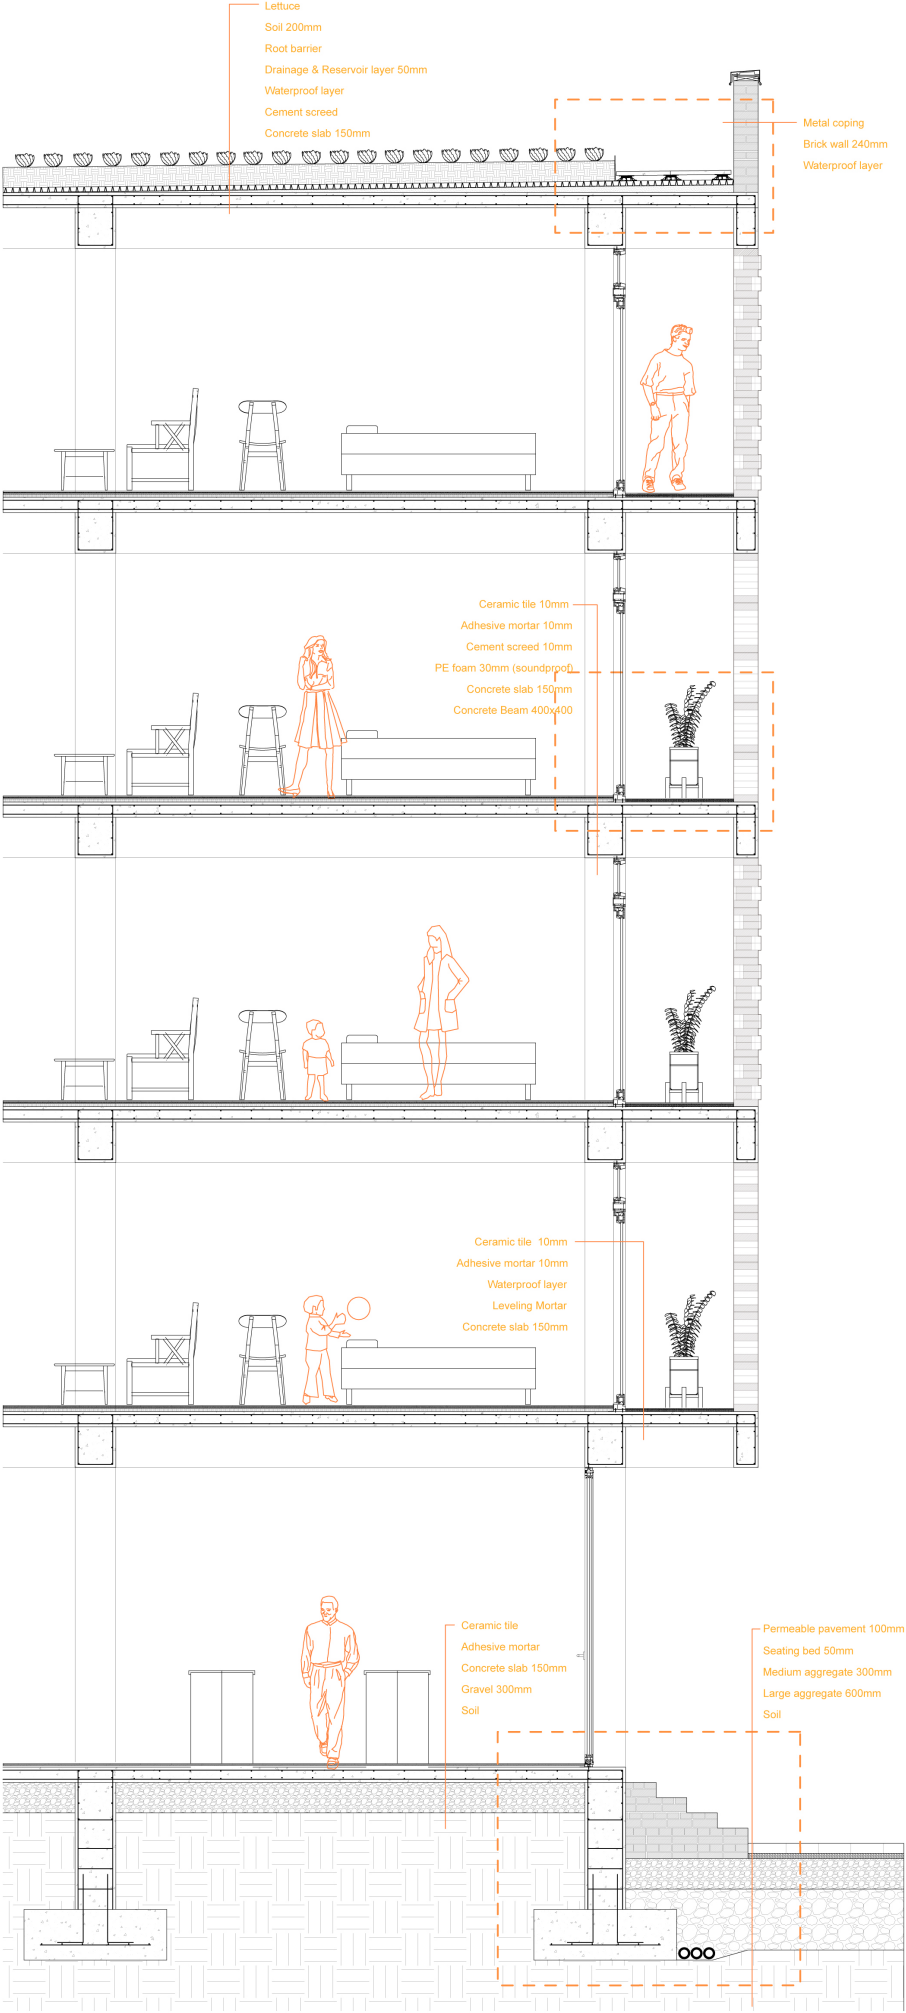 Lettuce
Soil 200mm
Root barrier
Drainage & Reservoir layer 50mm
Waterproof layer
Cement screed
Concrete slab 150mm
Metal coping
Brick wall 240mm
Waterproof layer
Ceramic tile 10mm
Adhesive mortar 10mm
Cement screed 10mm
PE foam 30mm (soundproof)
Concrete slab 150mm
Concrete Beam 400x400
Ceramic tile 10mm
Adhesive mortar 10mm
Waterproof layer
Leveling Mortar
Concrete slab 150mm
Ceramic tile
Adhesive mortar
Concrete slab 150mm
Gravel 300mm
Soil
Permeable pavement 100mm
Seating bed 50mm
Medium aggregate 300mm
Large aggregate 600mm
Soil